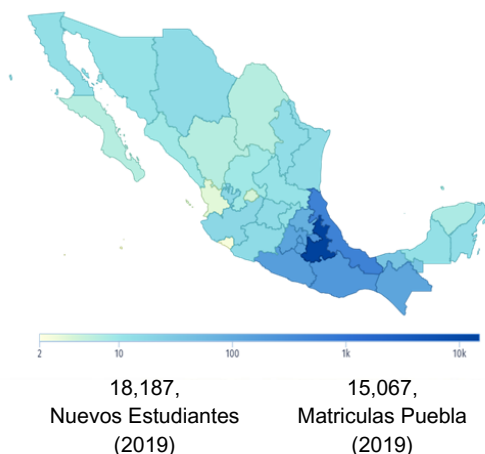 2 10 100 1k 10k
18,187, 15,067,
Nuevos Estudiantes Matriculas Puebla
(2019) (2019)